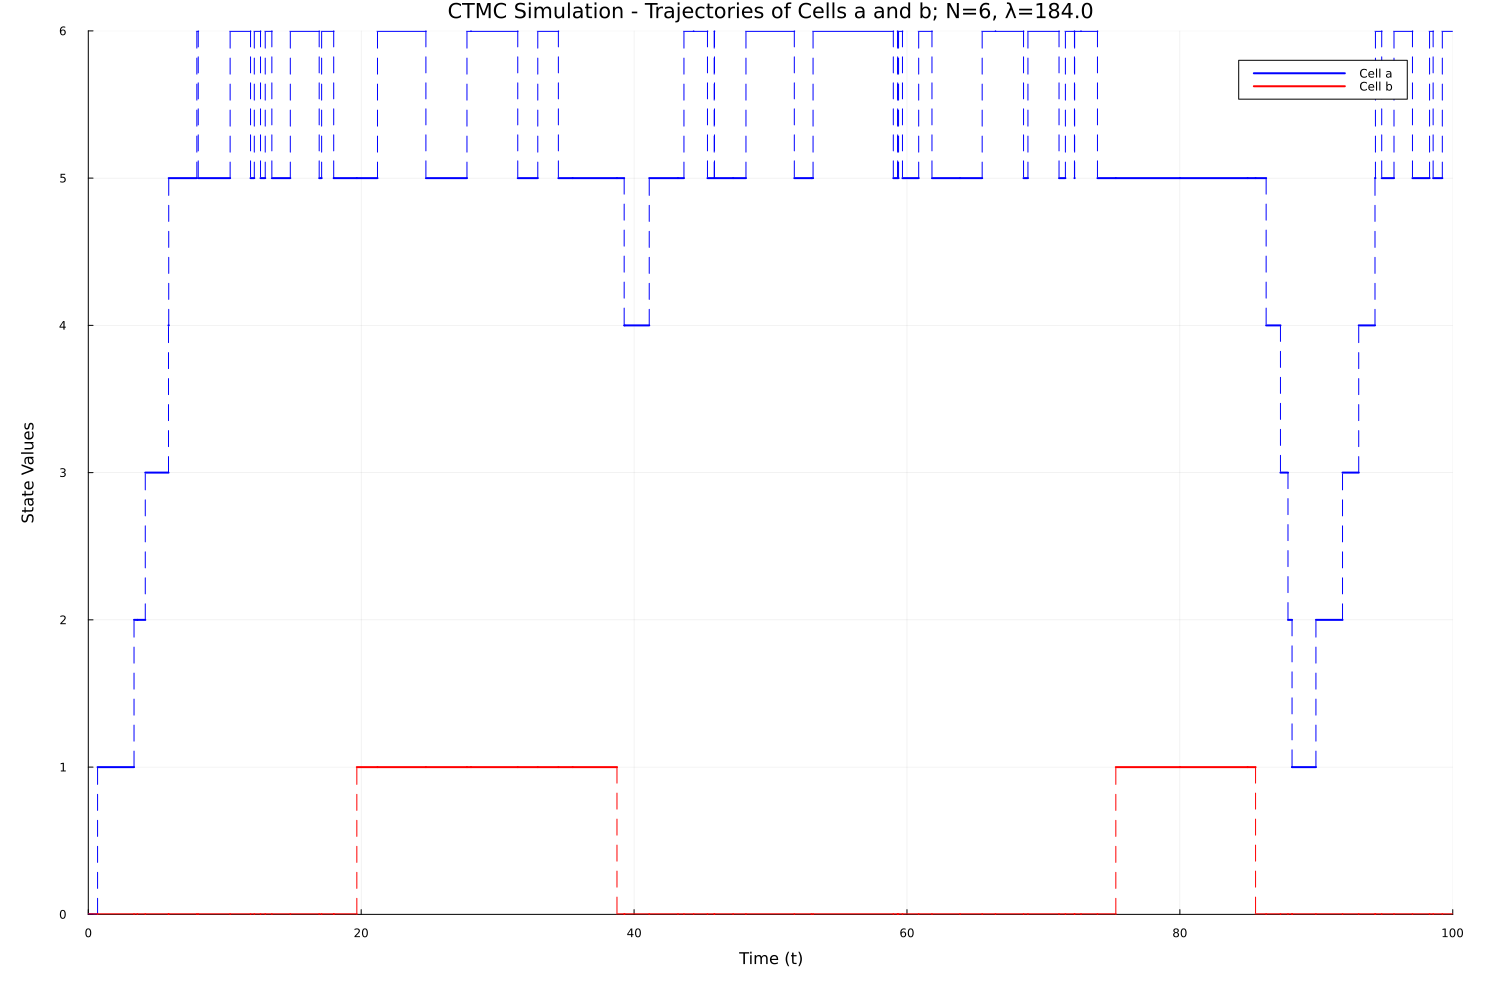 CTMC Simulation - Trajectories of Cells a and b; N=6, λ=184.0
6
Cell a
Cell b
5
4
State Values
3
2
1
0
0 20 40 60 80 100
Time (t)